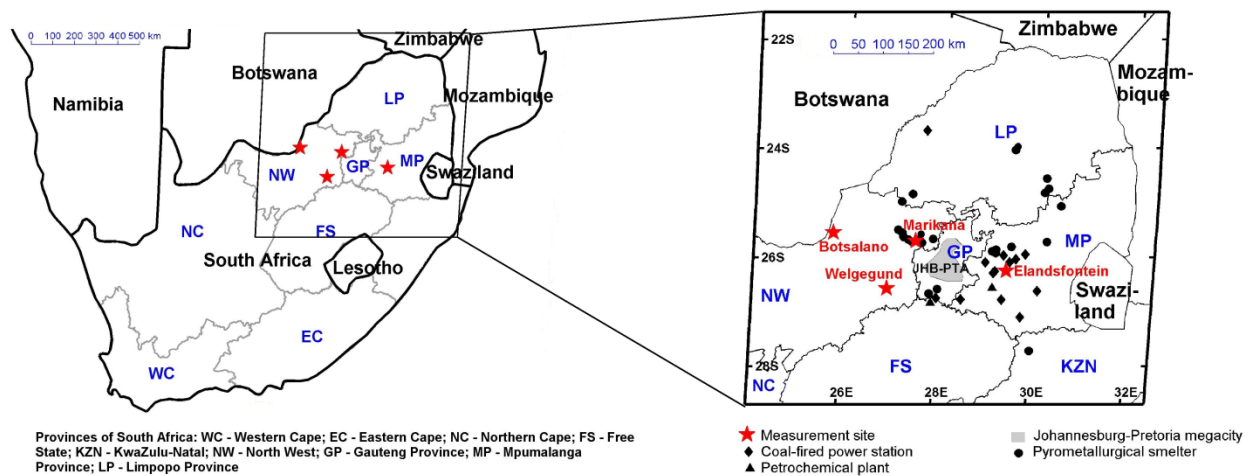 0 100 200 300 400 500 km
Zimbabwe
Botswana
Namibia
Mozambique
LP
MP
GP
NW
Swaziland
NC
FS
South Africa
Lesotho
EC
WC
Provinces of South Africa: WC - Western Cape; EC - Eastern Cape; NC - Northern Cape; FS - Free
State; KZN - KwaZulu-Natal; NW - North West; GP - Gauteng Province; MP - Mpumalanga
Province; LP - Limpopo Province
22S
0 50 100 150 200 km
Zimbabwe
Mozam-
bique
Botswana
LP
24S
Marikana
Botsalano
GP
MP
26S
JHB-PTA
Elandsfontein
Welgegund
NW
Swazi-
land
28S
FS
KZN
NC
26E 28E 30E 32E
Measurement site
Coal-fired power station
Petrochemical plant
Johannesburg-Pretoria megacity
Pyrometallurgical smelter